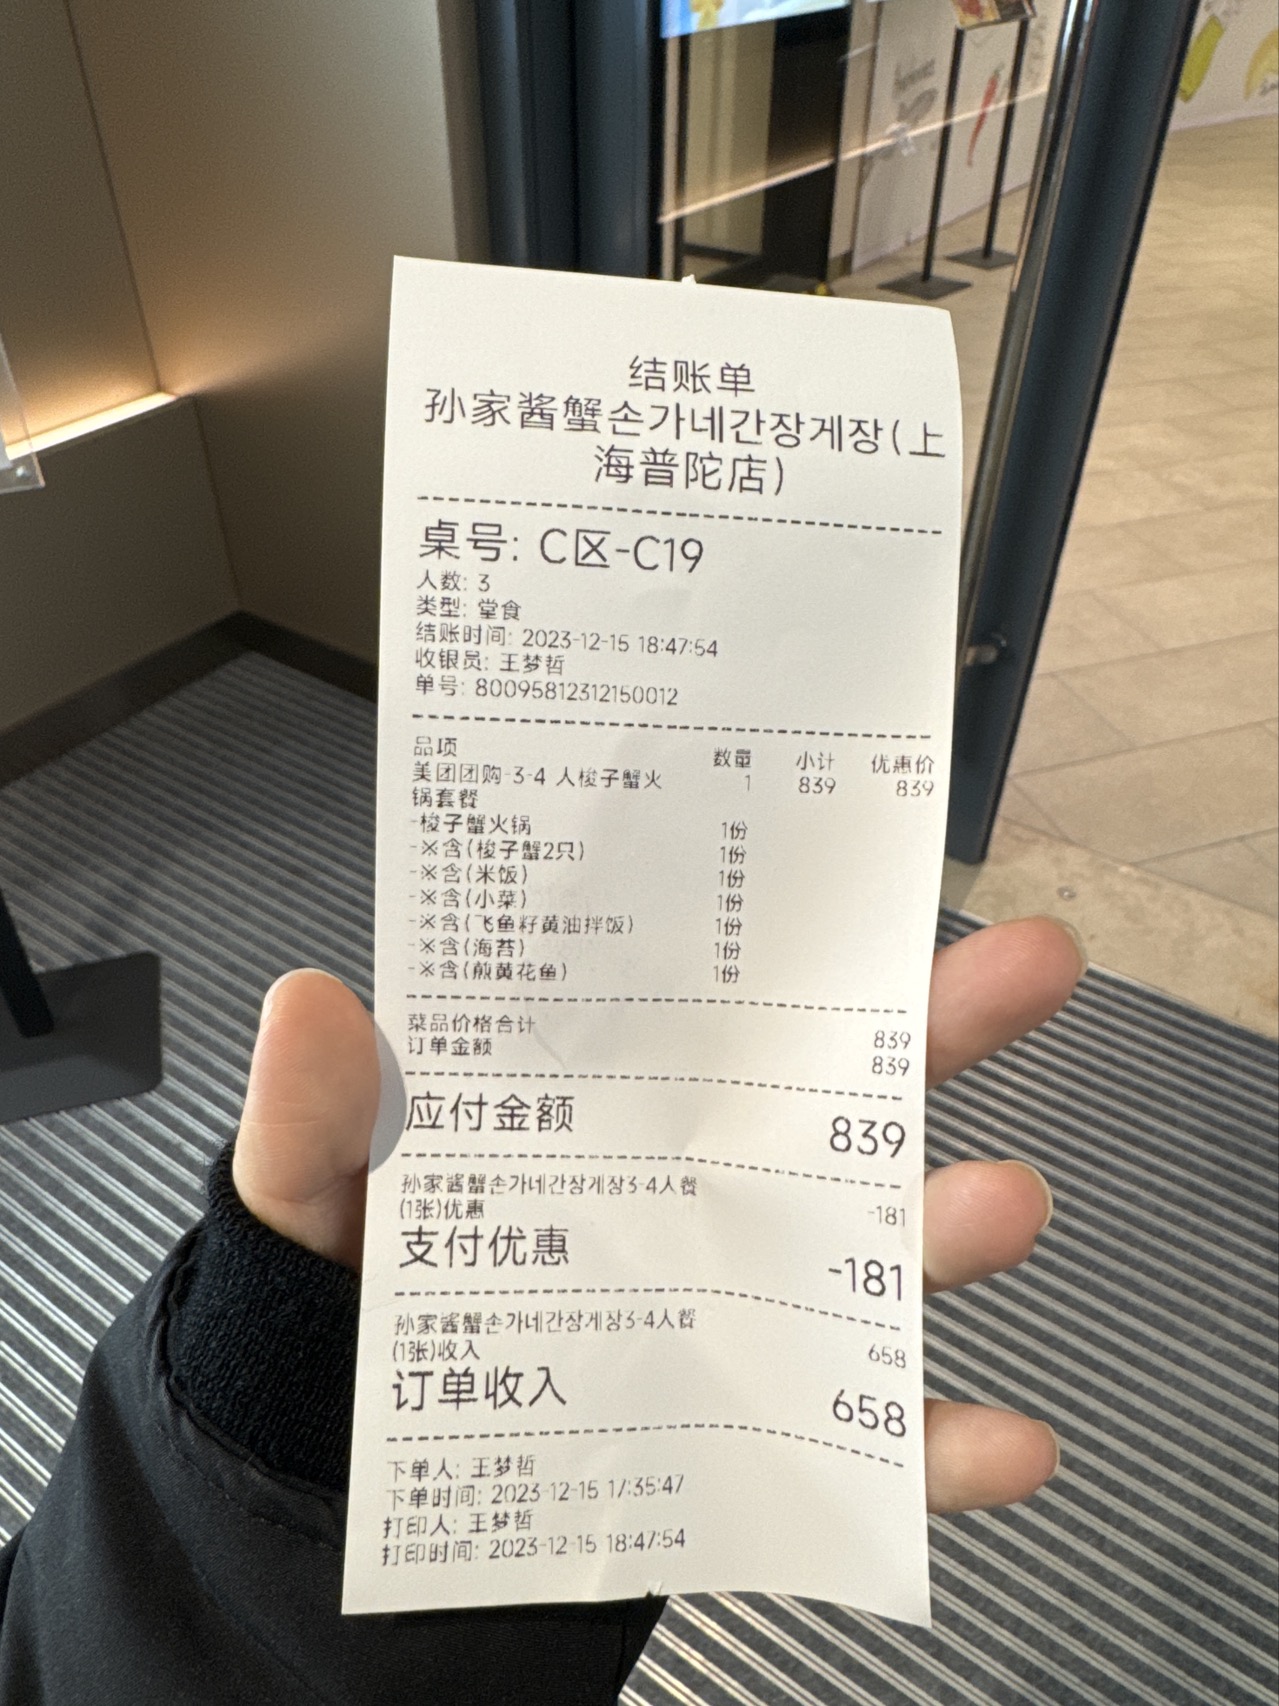 结账单
孙家酱蟹손가네간장게장(上
海普陀店)
桌号: C区-C19
人数: 3
类型: 堂食
结账时间: 2023-12-15 18:47:54
收银员: 王梦哲
单号: 80095812312150012
品项 数量 小计 优惠价
美团团购-3-4 人梭子蟹火 1 839 839
锅套餐
-梭子蟹火锅 1份
-※含(梭子蟹2只) 1份
-※含(米饭) 1份
-※含(小菜) 1份
-※含(飞鱼籽黄油拌饭) 1份
-※含(海苔) 1份
-※含(煎黄花鱼) 1份
菜品价格合计 839
订单金额 839
应付金额 839
孙家酱蟹손가네간장게장3-4人餐
(1张)优惠 -181
支付优惠 -181
孙家酱蟹손가네간장게장3-4人餐
(1张)收入 658
订单收入 658
下单人: 王梦哲
下单时间: 2023-12-15 17:35:47
打印人: 王梦哲
打印时间: 2023-12-15 18:47:54